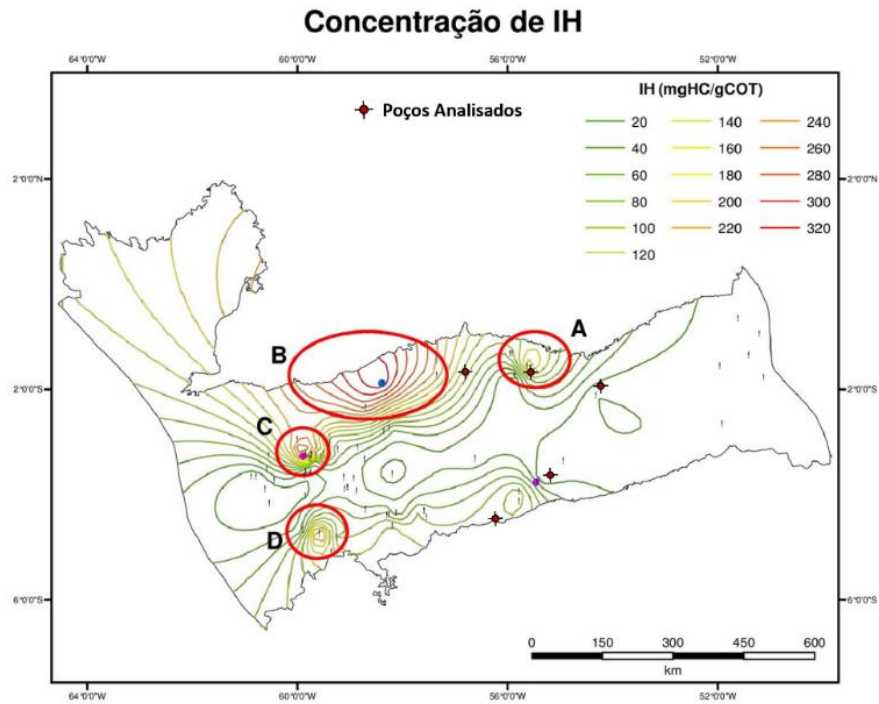 Concentração de IH
64°0'0"W 60°0'0"W 56°0'0"W 52°0'0"W
IH (mgHC/gCOT)
Poços Analisados
20 140 240
40 160 260
60 180 280
80 200 300
100 220 320
120
2°0'0"N 2°0'0"N
A
B
2°0'0"S 2°0'0"S
C
D
6°0'0"S 6°0'0"S
0 150 300 450 600
km
64°0'0"W 60°0'0"W 56°0'0"W 52°0'0"W